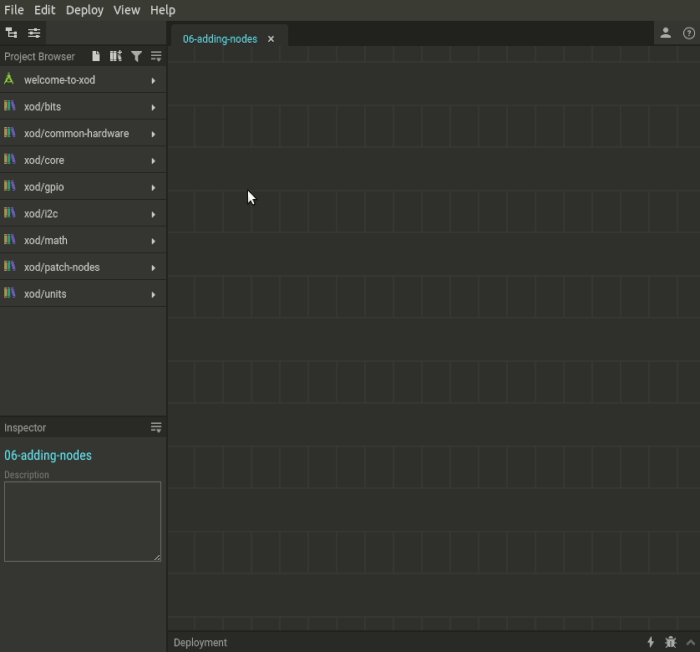 File Edit Deploy View Help
06-adding-nodes
Project Browser
welcome-to-xod
xod/bits
xod/common-hardware
xod/core
xod/gpio
xod/i2c
xod/math
xod/patch-nodes
xod/units
Inspector
06-adding-nodes
Description
Deployment